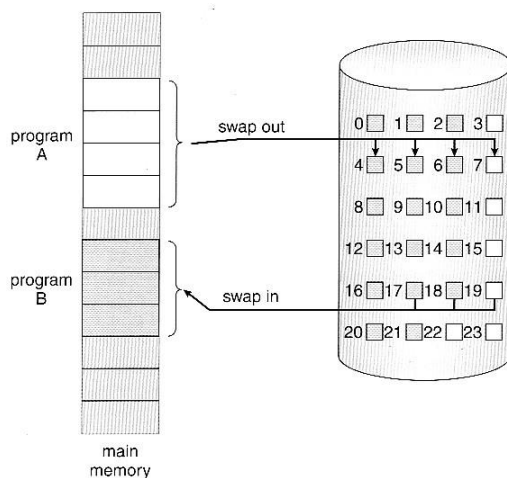 program
A
swap out
program
B
swap in
main
memory
0 1 2 3
4 5 6 7
8 9 10 11
12 13 14 15
16 17 18 19
20 21 22 23